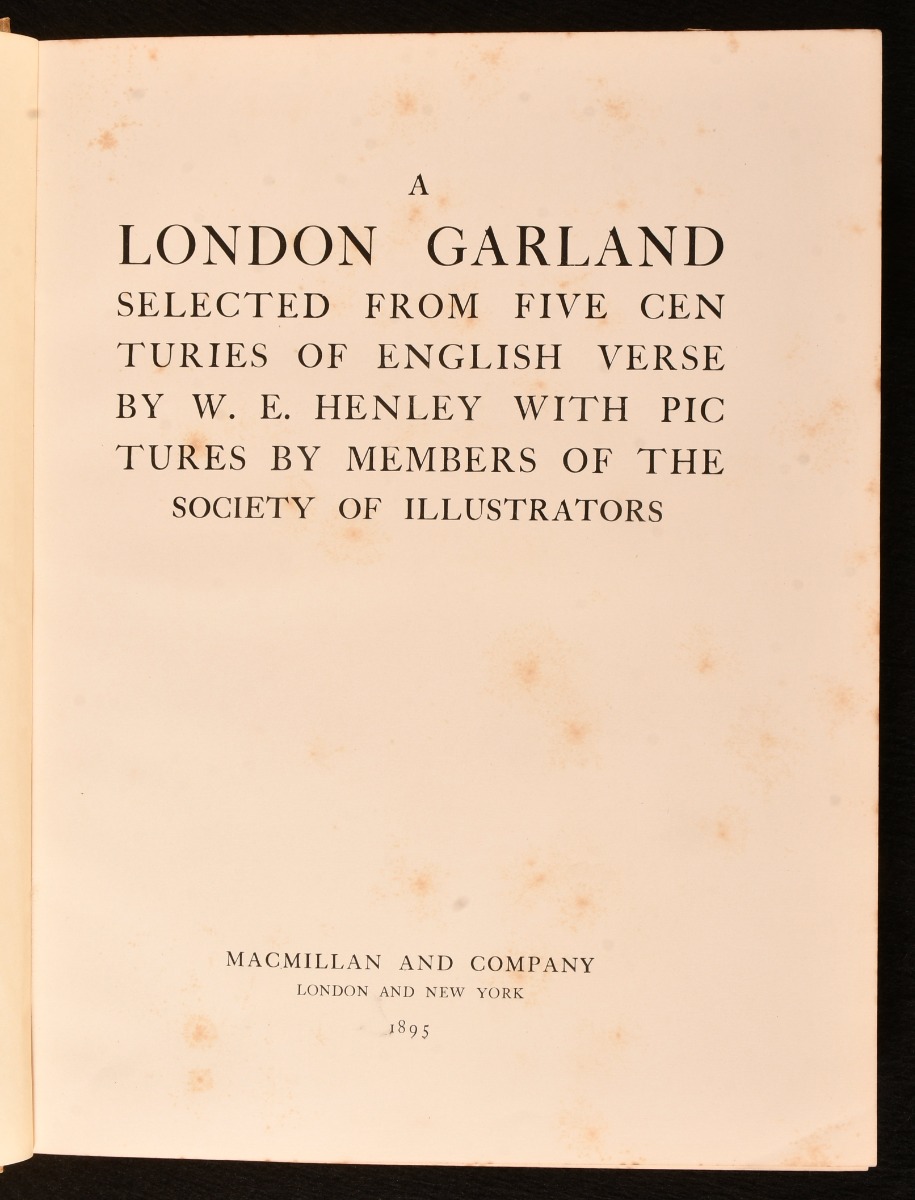 A
LONDON GARLAND
SELECTED FROM FIVE CEN
TURIES OF ENGLISH VERSE
BY W. E. HENLEY WITH PIC
TURES BY MEMBERS OF THE
SOCIETY OF ILLUSTRATORS
MACMILLAN AND COMPANY
LONDON AND NEW YORK
1895